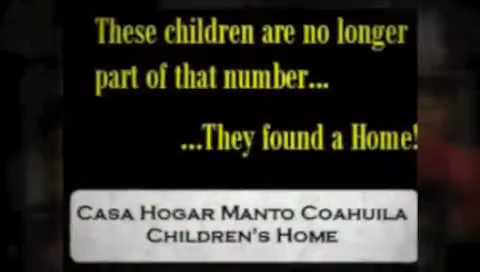 These children are no longer
part of that number...
...They found a Home!
CASA HOGAR MANTO COAHUILA
CHILDREN'S HOME